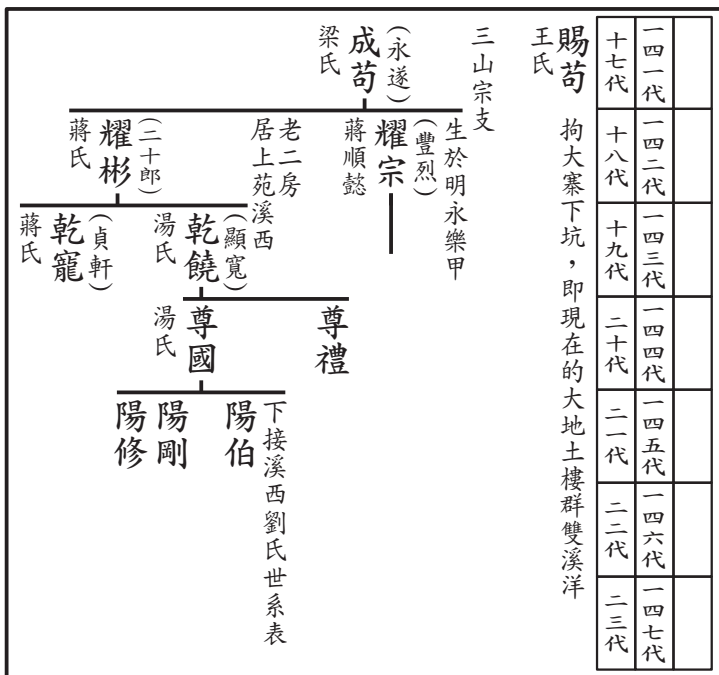 一四一代
一四二代
一四三代
一四四代
一四五代
一四六代
一四七代
十七代
十八代
十九代
二十代
二一代
二二代
二三代
賜苟
王氏
拘大寨下坑，即現在的大地土樓群雙溪洋
三山宗支
(永遂)
成苟
梁氏
生於明永樂甲
(豐烈)
耀宗
蔣順懿
老二房
居上苑溪西
(二十郎)
耀彬
蔣氏
(顯寬)
乾饒
湯氏
(貞軒)
乾寵
蔣氏
尊禮
尊國
湯氏
下接溪西劉氏世系表
陽伯
陽剛
陽修